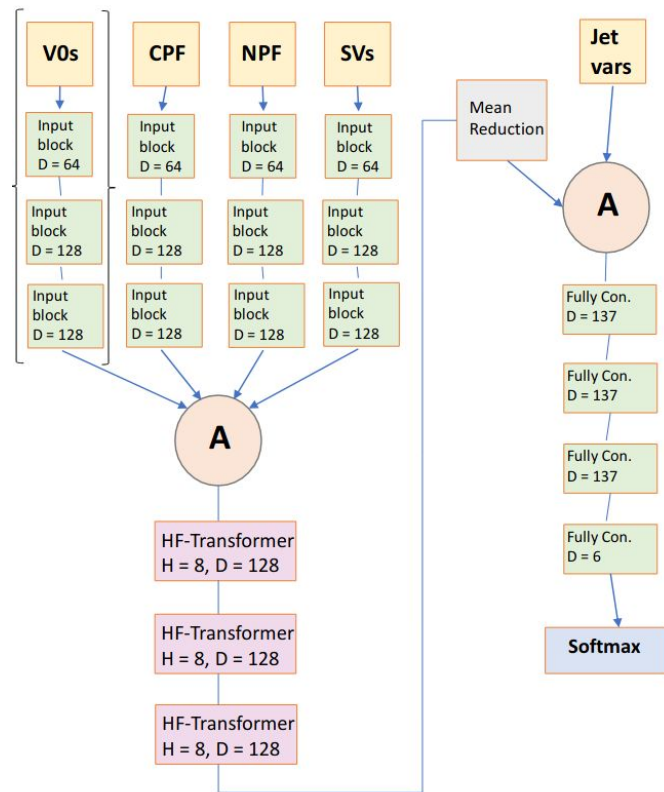 V0s
CPF
NPF
SVs
Input
block
D = 64
Input
block
D = 64
Input
block
D = 64
Input
block
D = 64
Input
block
D = 128
Input
block
D = 128
Input
block
D = 128
Input
block
D = 128
Input
block
D = 128
Input
block
D = 128
Input
block
D = 128
Input
block
D = 128
A
HF-Transformer
H = 8, D = 128
HF-Transformer
H = 8, D = 128
HF-Transformer
H = 8, D = 128
Mean
Reduction
Jet
vars
A
Fully Con.
D = 137
Fully Con.
D = 137
Fully Con.
D = 137
Fully Con.
D = 6
Softmax